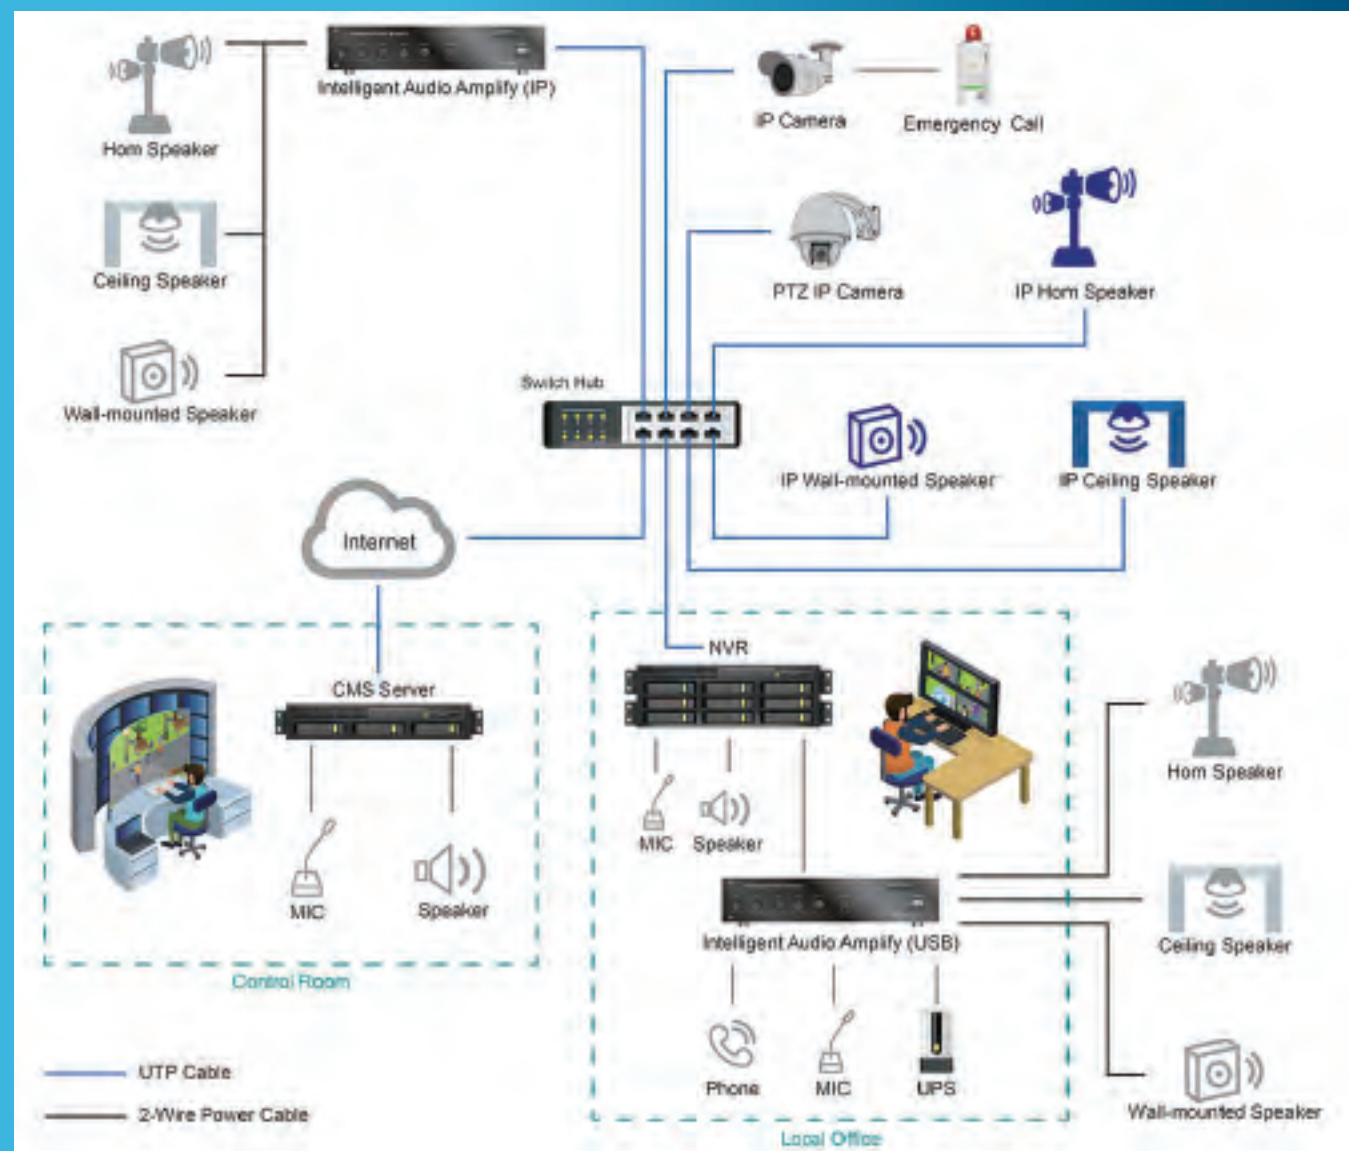 Intelligent Audio Amplify (IP)
IP Camera
Emergency Call
Horn Speaker
Ceiling Speaker
PTZ IP Camera
IP Horn Speaker
Switch Hub
Wall-mounted Speaker
IP Wall-mounted Speaker
IP Ceiling Speaker
Internet
NVR
CMS Server
Horn Speaker
MIC
Speaker
MIC
Speaker
Intelligent Audio Amplify (USB)
Ceiling Speaker
Control Room
UTP Cable
Phone
MIC
UPS
2-Wire Power Cable
Wall-mounted Speaker
Local Office